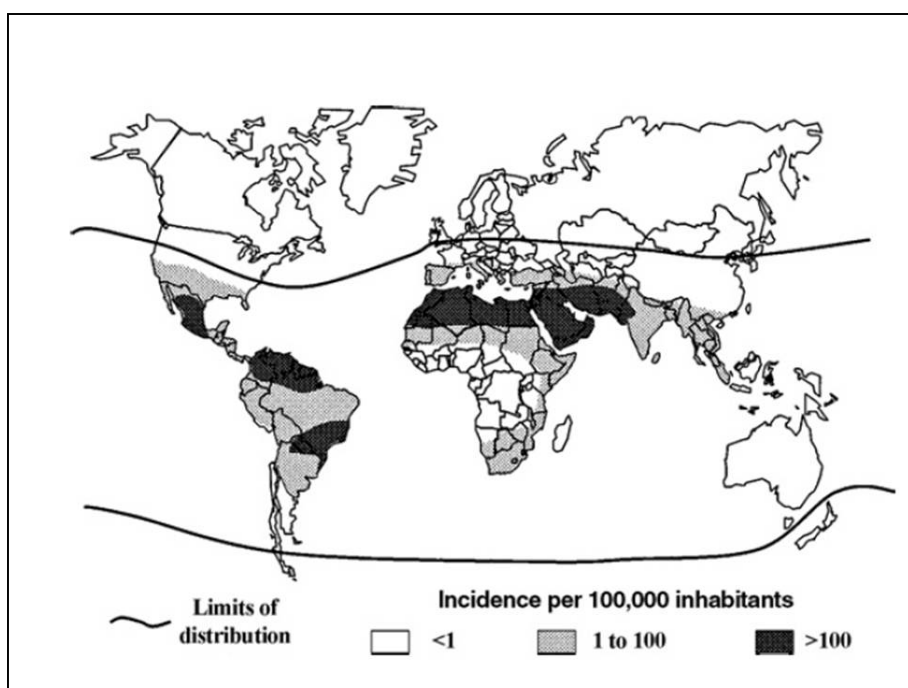 Limits of
distribution
Incidence per 100,000 inhabitants
<1
1 to 100
>100